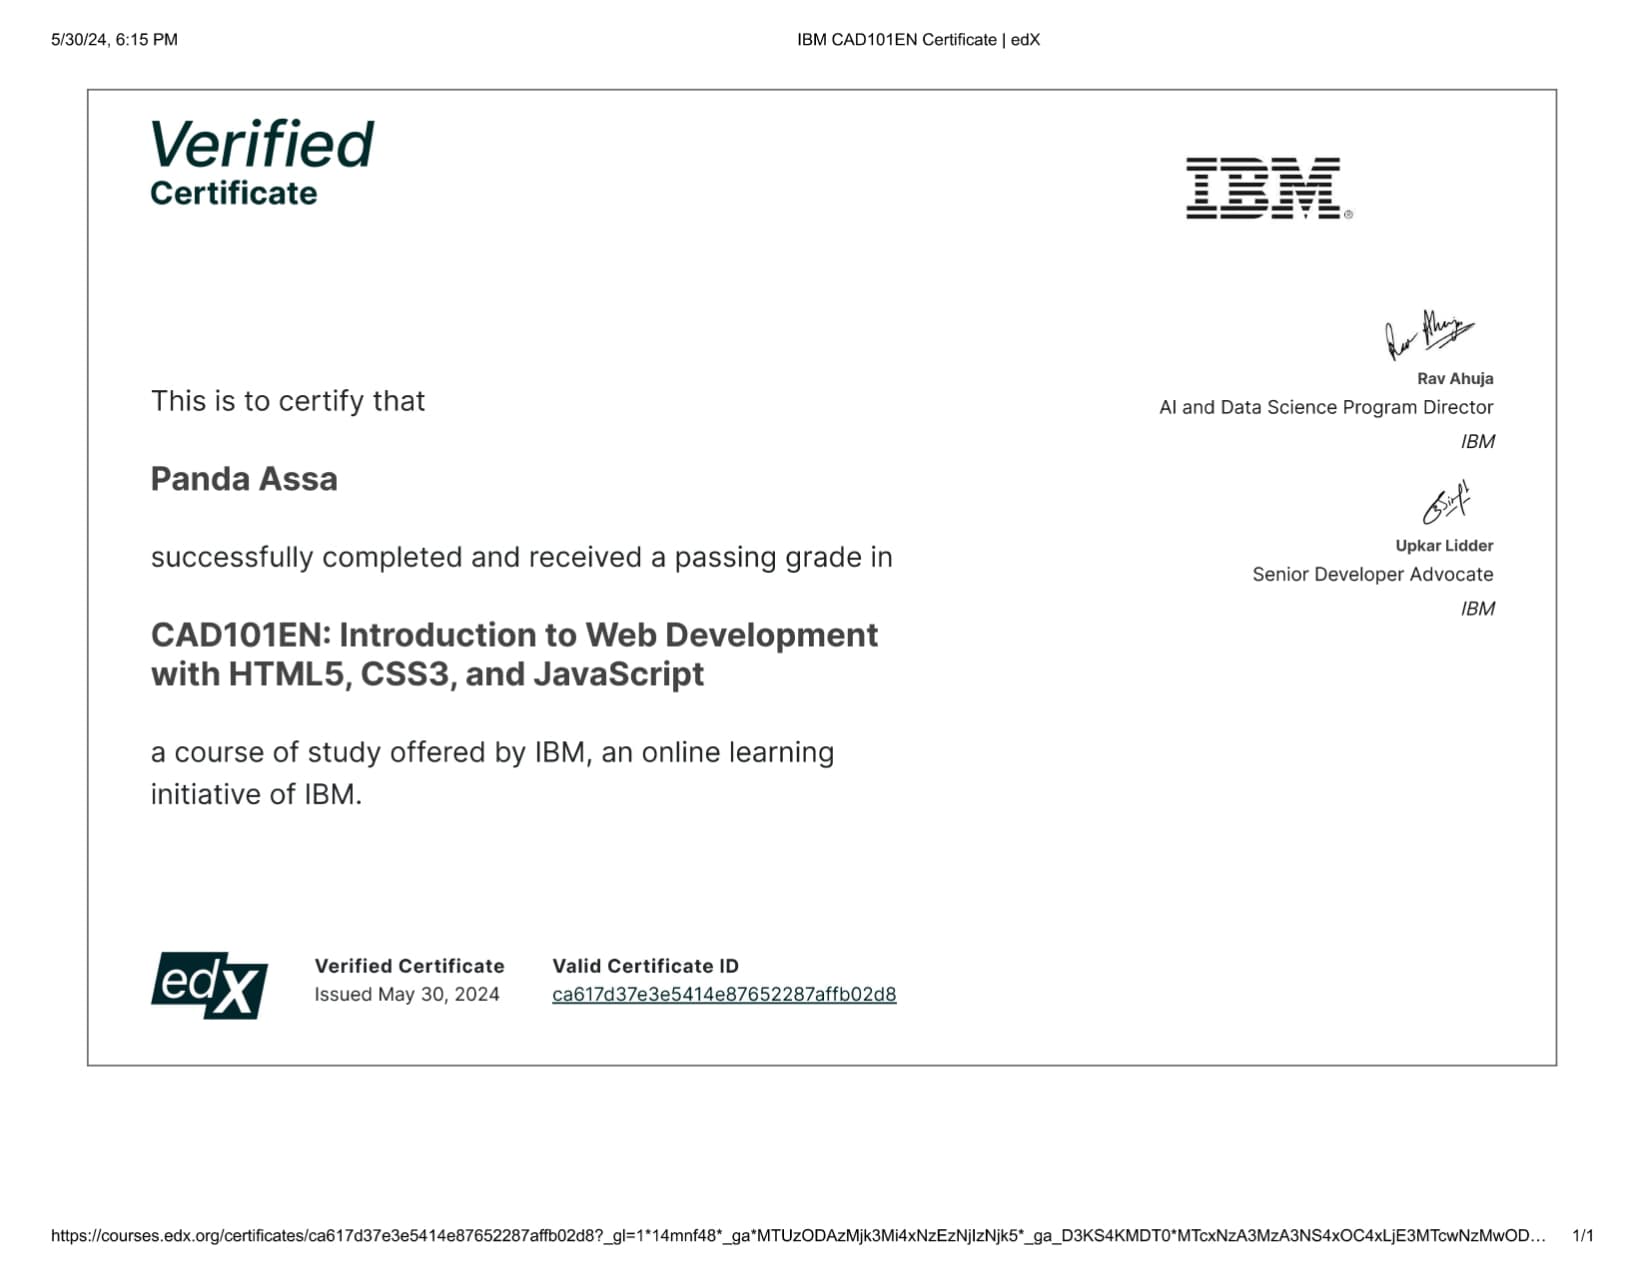 5/30/24, 6:15 PM
IBM CAD101EN Certificate | edX
Verified
Certificate
IBM®
This is to certify that
Panda Assa
successfully completed and received a passing grade in
CAD101EN: Introduction to Web Development
with HTML5, CSS3, and JavaScript
a course of study offered by IBM, an online learning
initiative of IBM.
Rav Ahuja
AI and Data Science Program Director
IBM
Upkar Lidder
Senior Developer Advocate
IBM
edX
Verified Certificate
Issued May 30, 2024
Valid Certificate ID
ca617d37e3e5414e87652287affb02d8
https://courses.edx.org/certificates/ca617d37e3e5414e87652287affb02d8?_gl=1*14mnf48*_ga*MTUzODAzMjk3Mi4xNzEzNjIzNjk5*_ga_D3KS4KMDT0*MTcxNzA3MzA3NS4xOC4xLjE3MTcwNzMwOD…
1/1